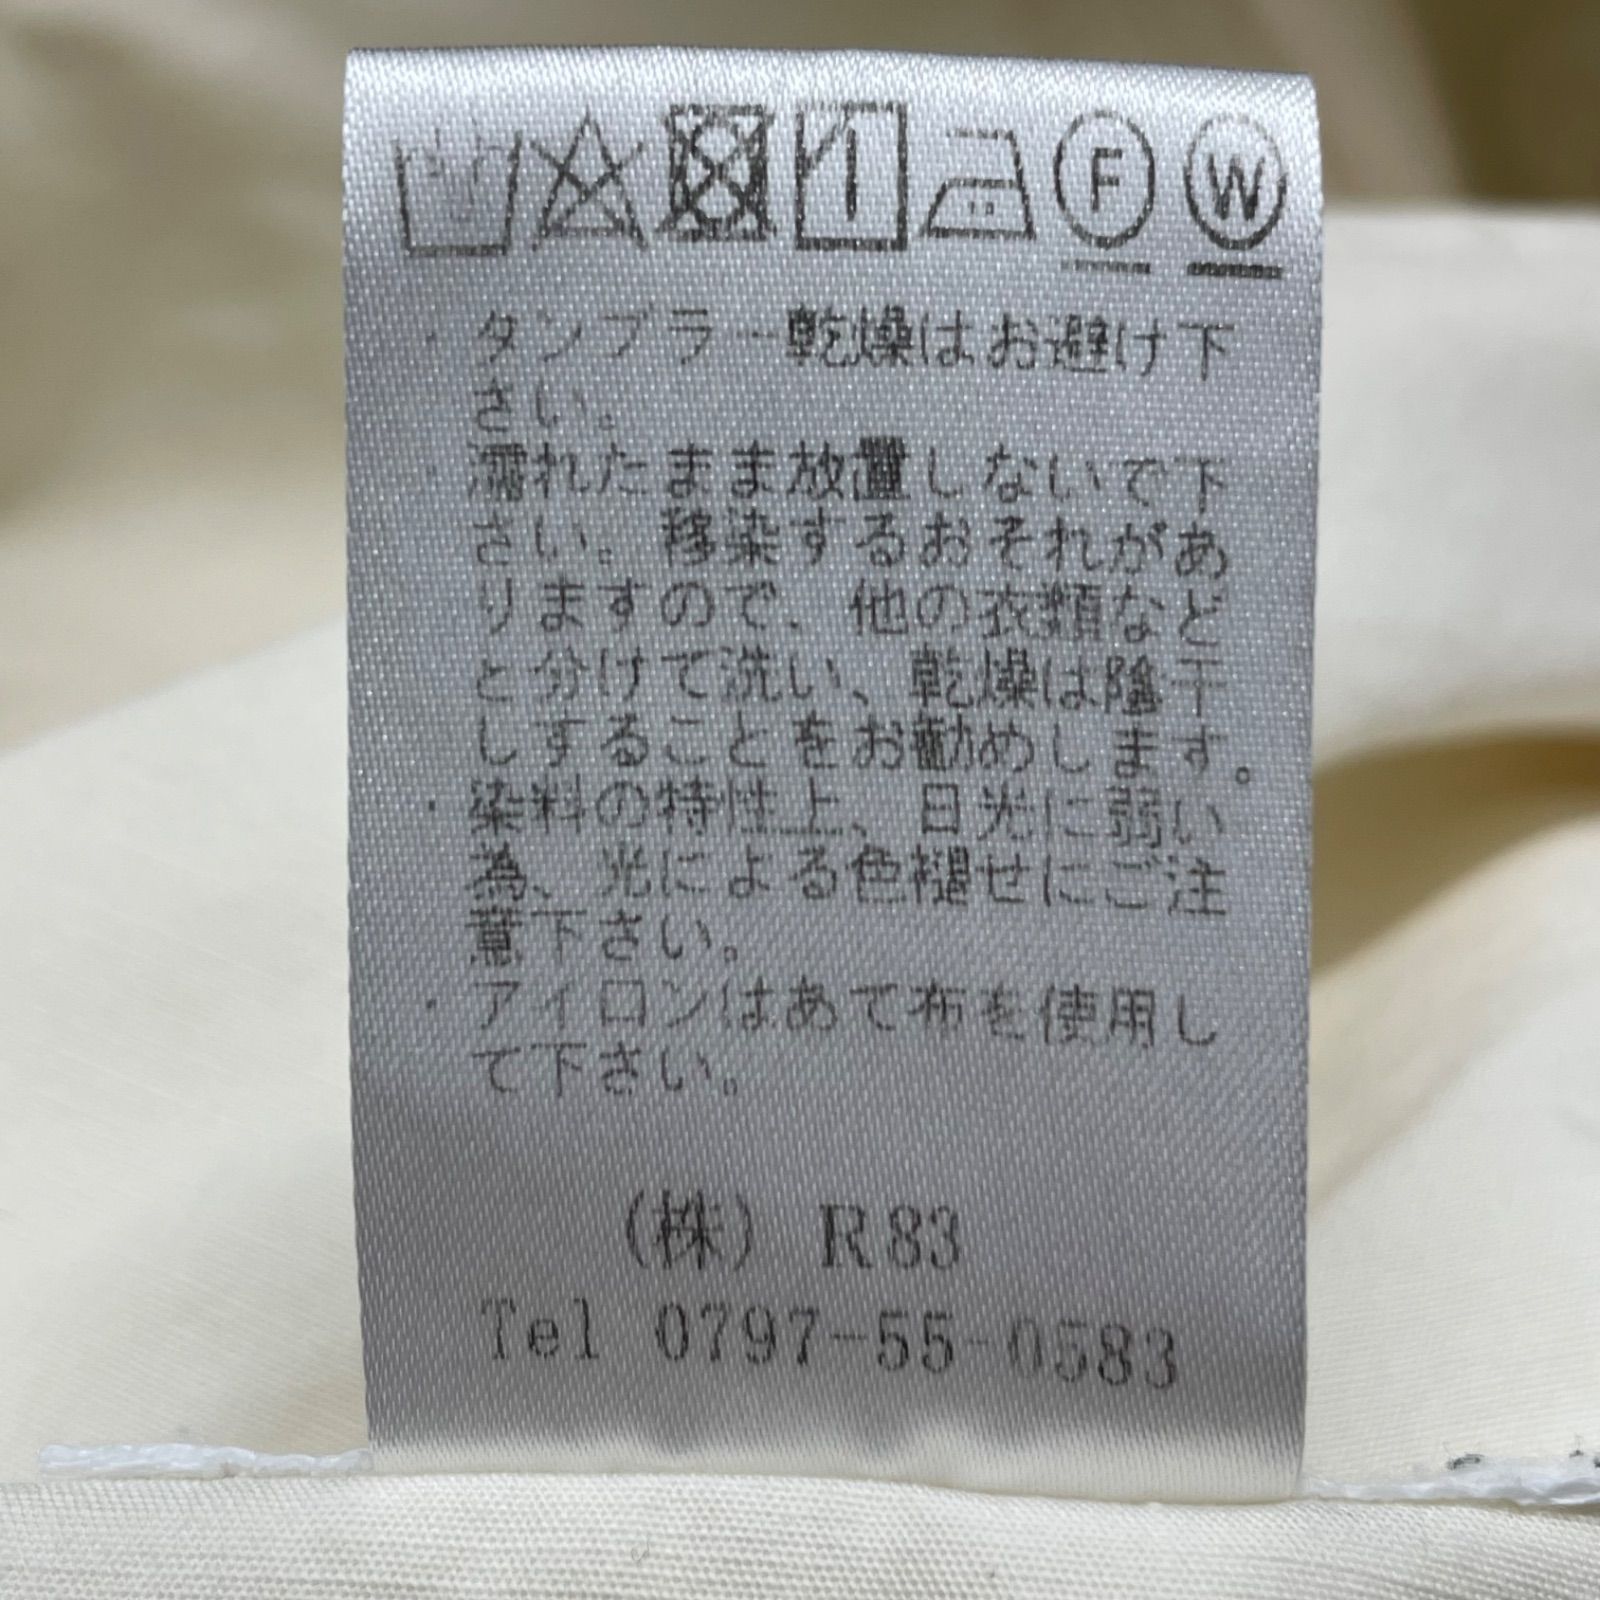 F W
・タンブラー乾燥はお避け下
さい。
・濡れたまま放置しないで下
さい。移染するおそれがあ
りますので、他の衣類など
と分けて洗い、乾燥は陰干
しすることをお勧めします。
・染料の特性上、日光に弱い
為、光による色褪せにご注
意下さい。
・アイロンはあて布を使用し
て下さい。
(株) R83
Tel 0797-55-0583